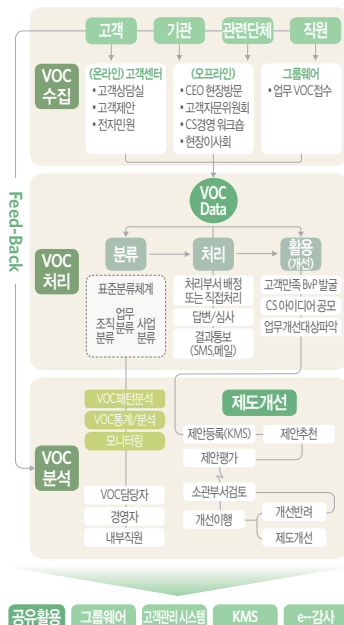 고객 기관 관련단체 직원
VOC
수집
(온라인) 고객센터
• 고객상담실
• 고객제안
• 전자민원
(오프라인)
• CEO 현장방문
• 고객자문위원회
• CS경영 워크숍
• 현장이사회
그룹웨어
• 업무 VOC접수
Feed-Back
VOC
Data
VOC
처리
분류 처리 활용
(개선)
표준분류체계
조직
분류
업무
분류
사업
분류
처리부서 배정
또는 직접처리
답변/심사
결과통보
(SMS,메일)
고객만족 BvP 발굴
CS 아이디어 공모
업무개선대상파악
VOC
분석
VOC패턴분석
VOC통계/분석
모니터링
VOC담당자
경영자
내부직원
제도개선
제안등록(KMS) 제안추천
제안평가
소관부서검토
개선이행
개선반려
제도개선
공유활용 그룹웨어 고객관리 시스템 KMS e-감사